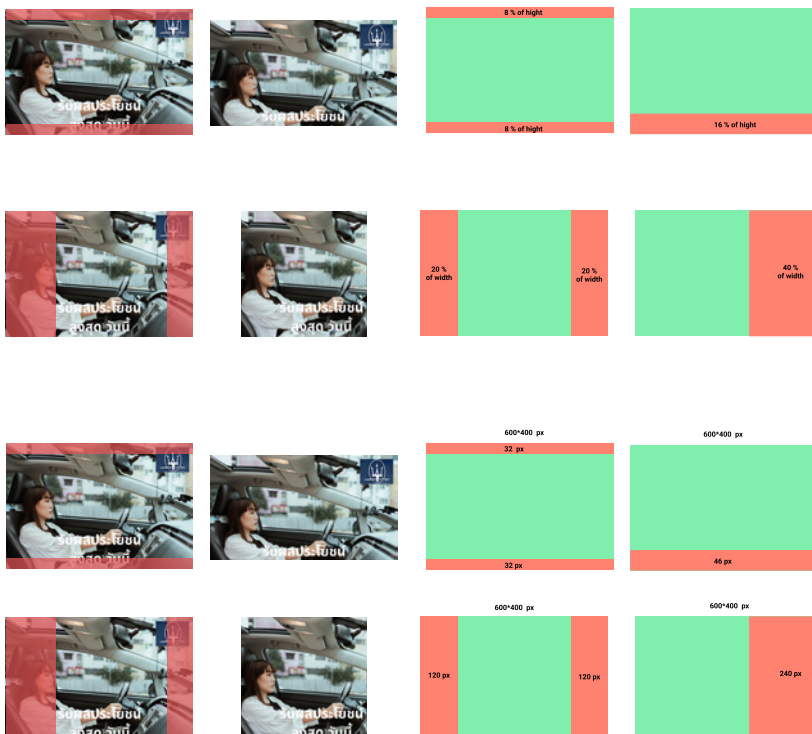 รับผลประโยชน์
สูงสุด วันนี้
รับผลประโยชน
8 % of hight
8 % of hight
16 % of hight
รับผลประโยชน์
สูงสุด วันนี้
รับผลประโยชน์
สูงสุด วันนี้
20 %
of width
20 %
of width
40 %
of width
600*400 px
600*400 px
รับผลประโยชน์
สูงสุด วันนี้
รับผลประโยชน
32 px
32 px
46 px
600*400 px
600*400 px
รับผลประโยชน์
รับผลประโยชน์
120 px
120 px
240 px